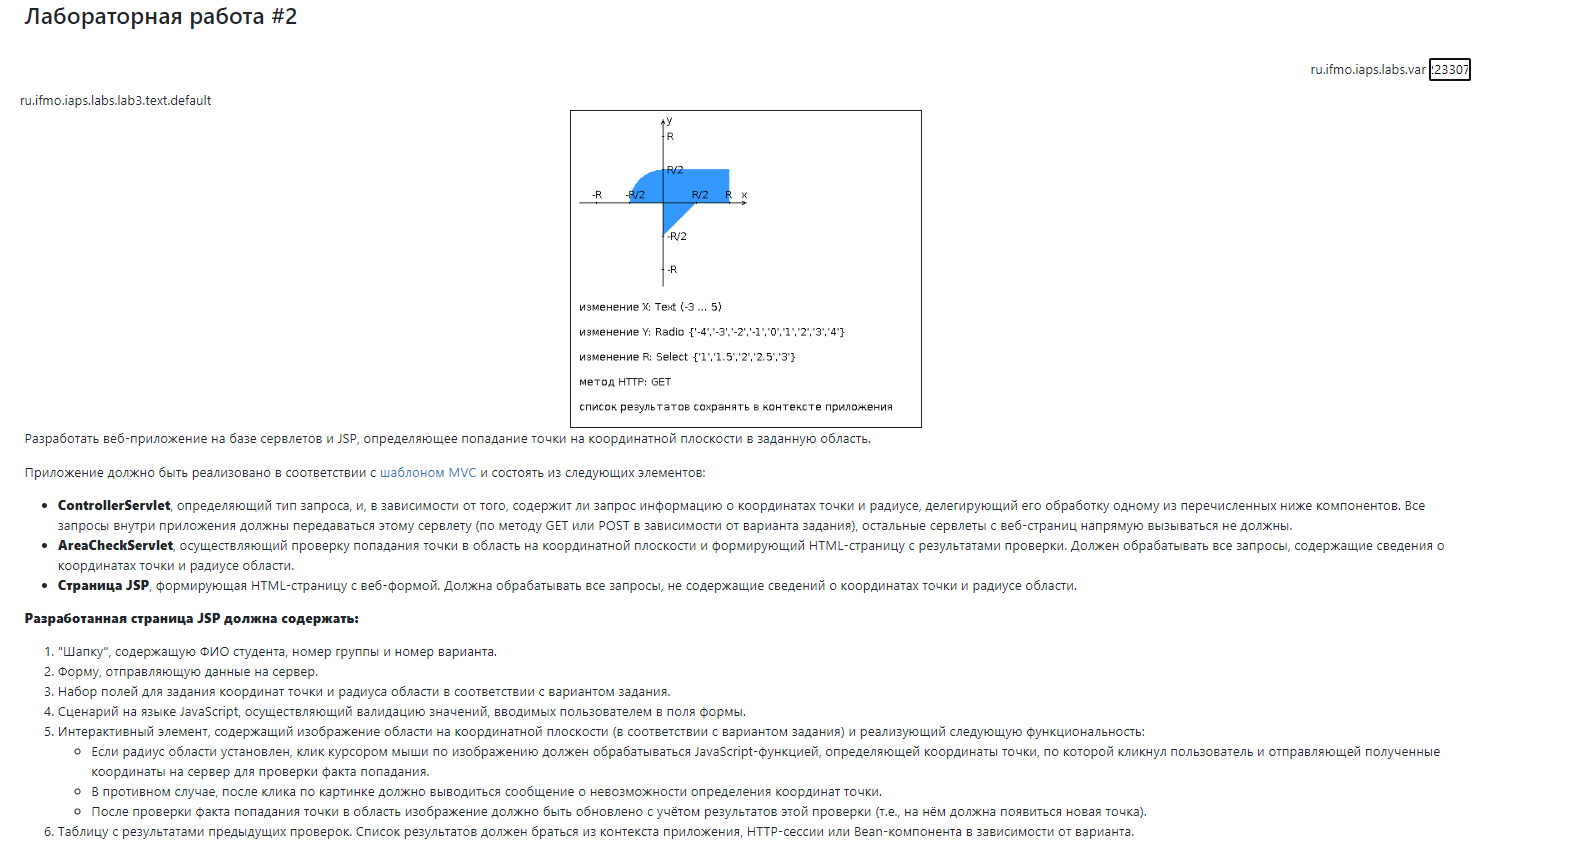 Лабораторная работа #2
ru.ifmo.iaps.labs.var 23307
ru.ifmo.iaps.labs.lab3.text.default
y
R
R/2
-R -R/2 R/2 R x
-R/2
-R
изменение X: Text (-3 ... 5)
изменение Y: Radio {'-4','-3','-2','-1','0','1','2','3','4'}
изменение R: Select {'1','1.5','2','2.5','3'}
метод HTTP: GET
список результатов сохранять в контексте приложения
Разработать веб-приложение на базе сервлетов и JSP, определяющее попадание точки на координатной плоскости в заданную область.
Приложение должно быть реализовано в соответствии с шаблоном MVC и состоять из следующих элементов:
• ControllerServlet, определяющий тип запроса, и, в зависимости от того, содержит ли запрос информацию о координатах точки и радиусе, делегирующий его обработку одному из перечисленных ниже компонентов. Все
запросы внутри приложения должны передаваться этому сервлету (по методу GET или POST в зависимости от варианта задания), остальные сервлеты с веб-страниц напрямую вызываться не должны.
• AreaCheckServlet, осуществляющий проверку попадания точки в область на координатной плоскости и формирующий HTML-страницу с результатами проверки. Должен обрабатывать все запросы, содержащие сведения о
координатах точки и радиусе области.
• Страница JSP, формирующая HTML-страницу с веб-формой. Должна обрабатывать все запросы, не содержащие сведений о координатах точки и радиусе области.
Разработанная страница JSP должна содержать:
1. "Шапку", содержащую ФИО студента, номер группы и номер варианта.
2. Форму, отправляющую данные на сервер.
3. Набор полей для задания координат точки и радиуса области в соответствии с вариантом задания.
4. Сценарий на языке JavaScript, осуществляющий валидацию значений, вводимых пользователем в поля формы.
5. Интерактивный элемент, содержащий изображение области на координатной плоскости (в соответствии с вариантом задания) и реализующий следующую функциональность:
◦ Если радиус области установлен, клик курсором мыши по изображению должен обрабатываться JavaScript-функцией, определяющей координаты точки, по которой кликнул пользователь и отправляющей полученные
координаты на сервер для проверки факта попадания.
◦ В противном случае, после клика по картинке должно выводиться сообщение о невозможности определения координат точки.
◦ После проверки факта попадания точки в область изображение должно быть обновлено с учётом результатов этой проверки (т.е., на нём должна появиться новая точка).
6. Таблицу с результатами предыдущих проверок. Список результатов должен браться из контекста приложения, HTTP-сессии или Bean-компонента в зависимости от варианта.